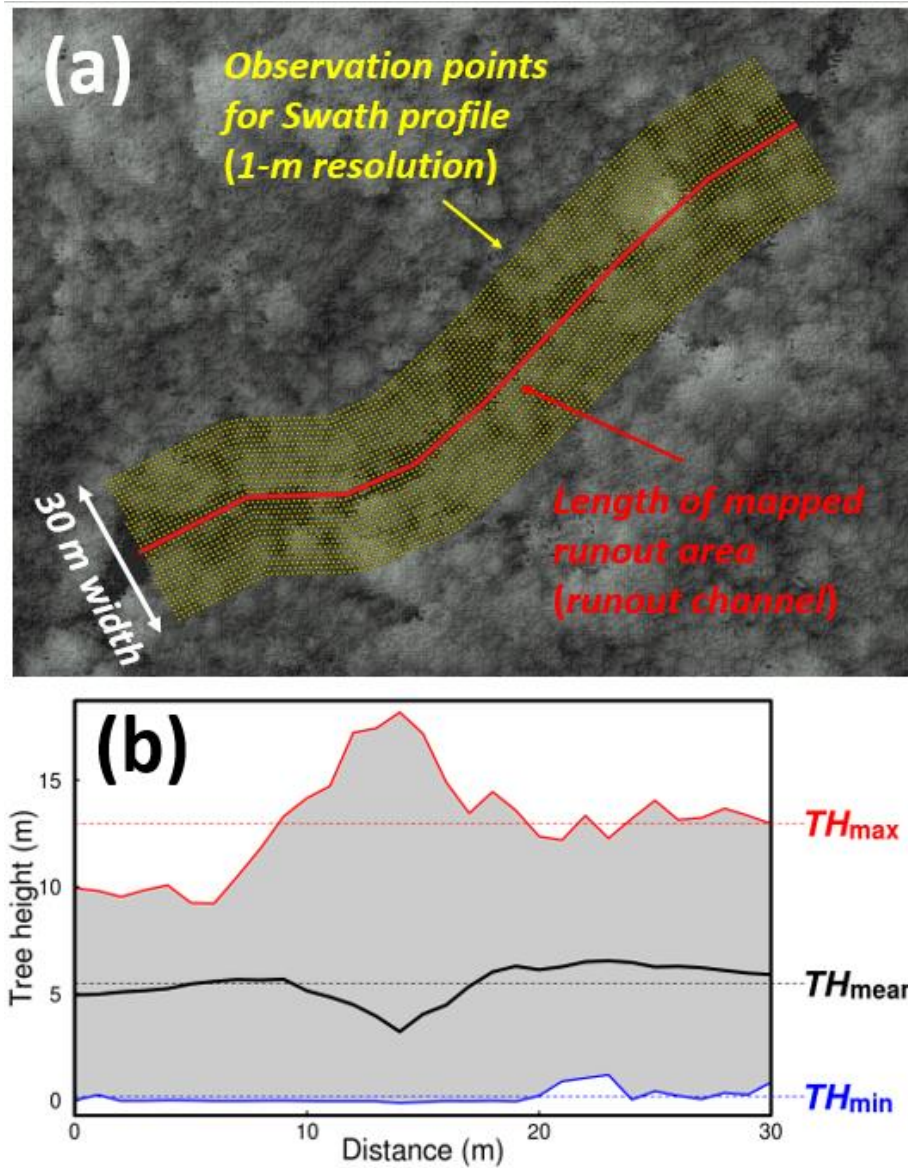 (a)
Observation points
for Swath profile
(1-m resolution)
30 m width
Length of mapped
runout area
(runout channel)
(b)
Tree height (m)
15
10
5
0
THmax
THmean
THmin
0
10
20
30
Distance (m)